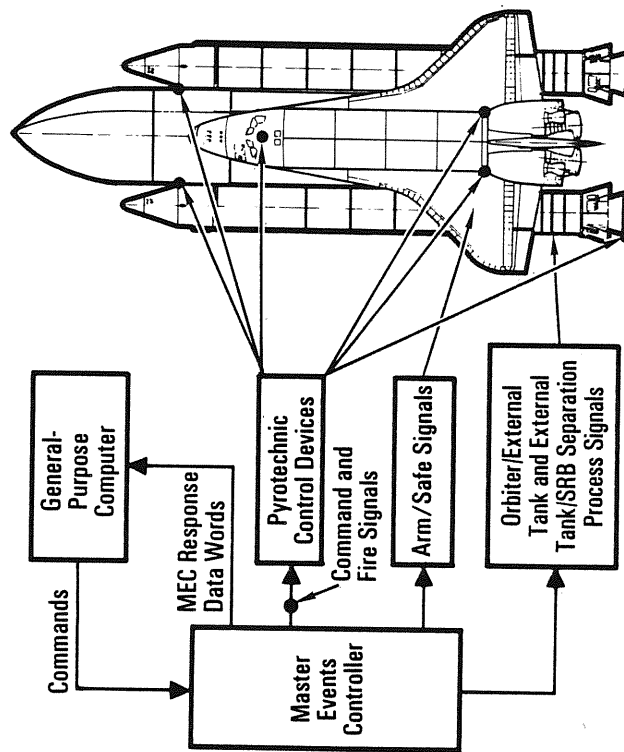 General-
Purpose
Computer
Commands
MEC Response
Data Words
Master
Events
Controller
Pyrotechnic
Control Devices
Command and
Fire Signals
Arm/Safe Signals
Orbiter/External
Tank and External
Tank/SRB Separation
Process Signals